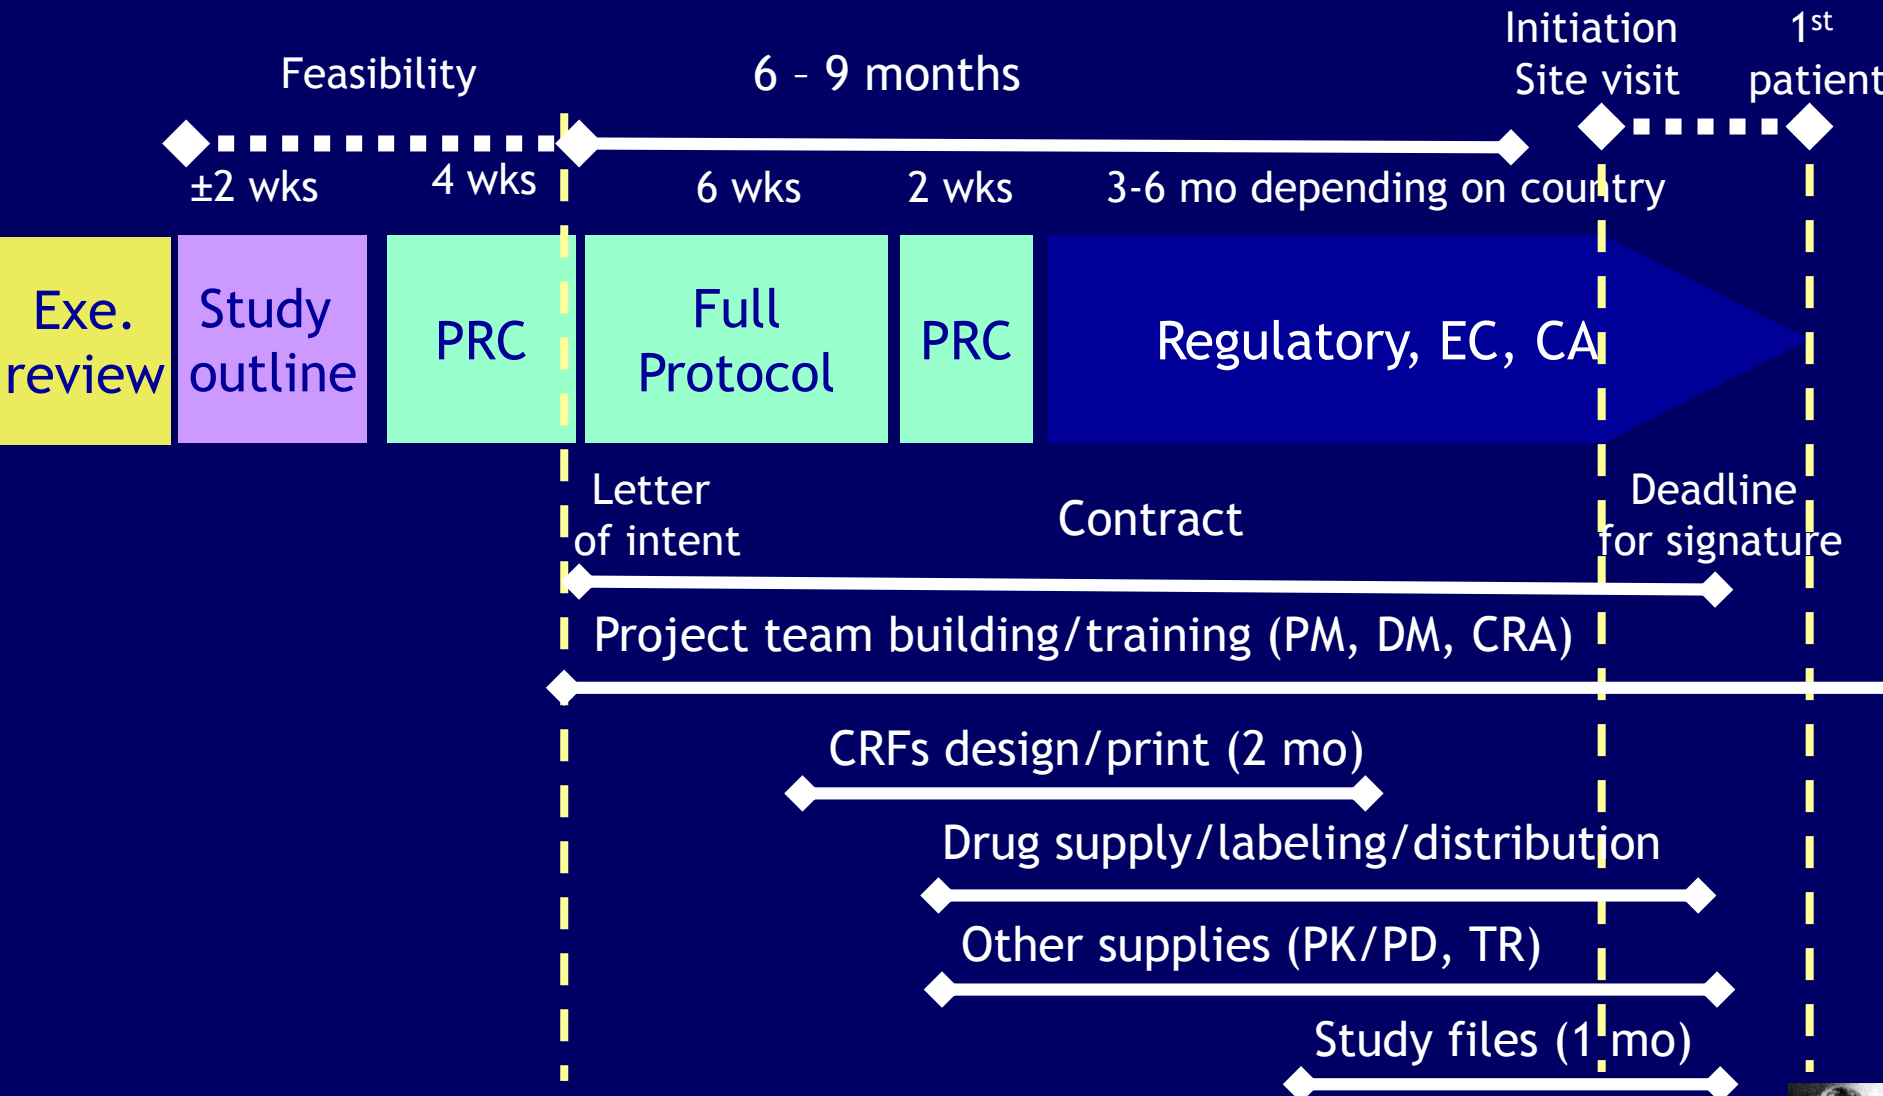 Initiation
Site visit
1st
patient
Feasibility
6 – 9 months
±2 wks
4 wks
6 wks
2 wks
3-6 mo depending on country
Exe.
review
Study
outline
PRC
Full
Protocol
PRC
Regulatory, EC, CA
Letter
of intent
Contract
Deadline
for signature
Project team building/training (PM, DM, CRA)
CRFs design/print (2 mo)
Drug supply/labeling/distribution
Other supplies (PK/PD, TR)
Study files (1 mo)